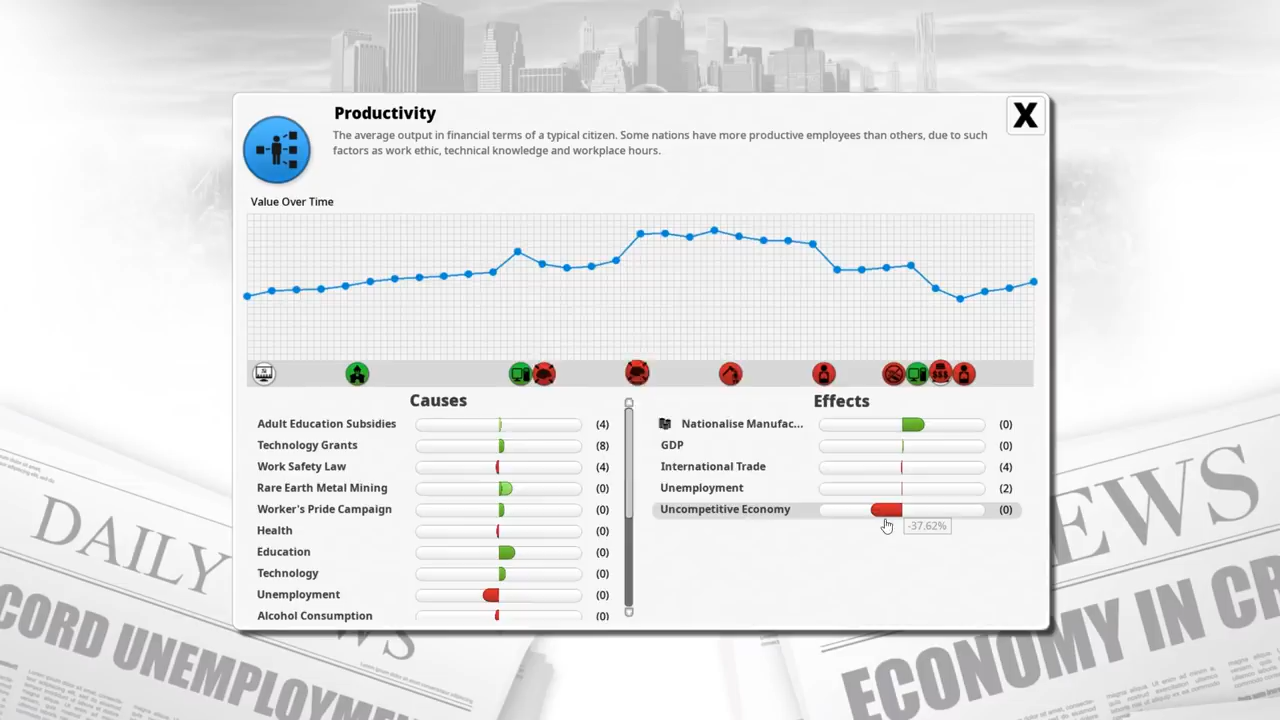 Productivity
X
The average output in financial terms of a typical citizen. Some nations have more productive employees than others, due to such
factors as work ethic, technical knowledge and workplace hours.
Value Over Time
Causes
Adult Education Subsidies (4)
Technology Grants (8)
Work Safety Law (4)
Rare Earth Metal Mining (0)
Worker's Pride Campaign (0)
Health (0)
Education (0)
Technology (0)
Unemployment (0)
Alcohol Consumption (0)
Effects
Nationalise Manufac... (0)
GDP (0)
International Trade (4)
Unemployment (2)
Uncompetitive Economy (0)
-37.62%
DAILY
NEWS
CORD UNEMPLOYM
ECONOMY IN CR